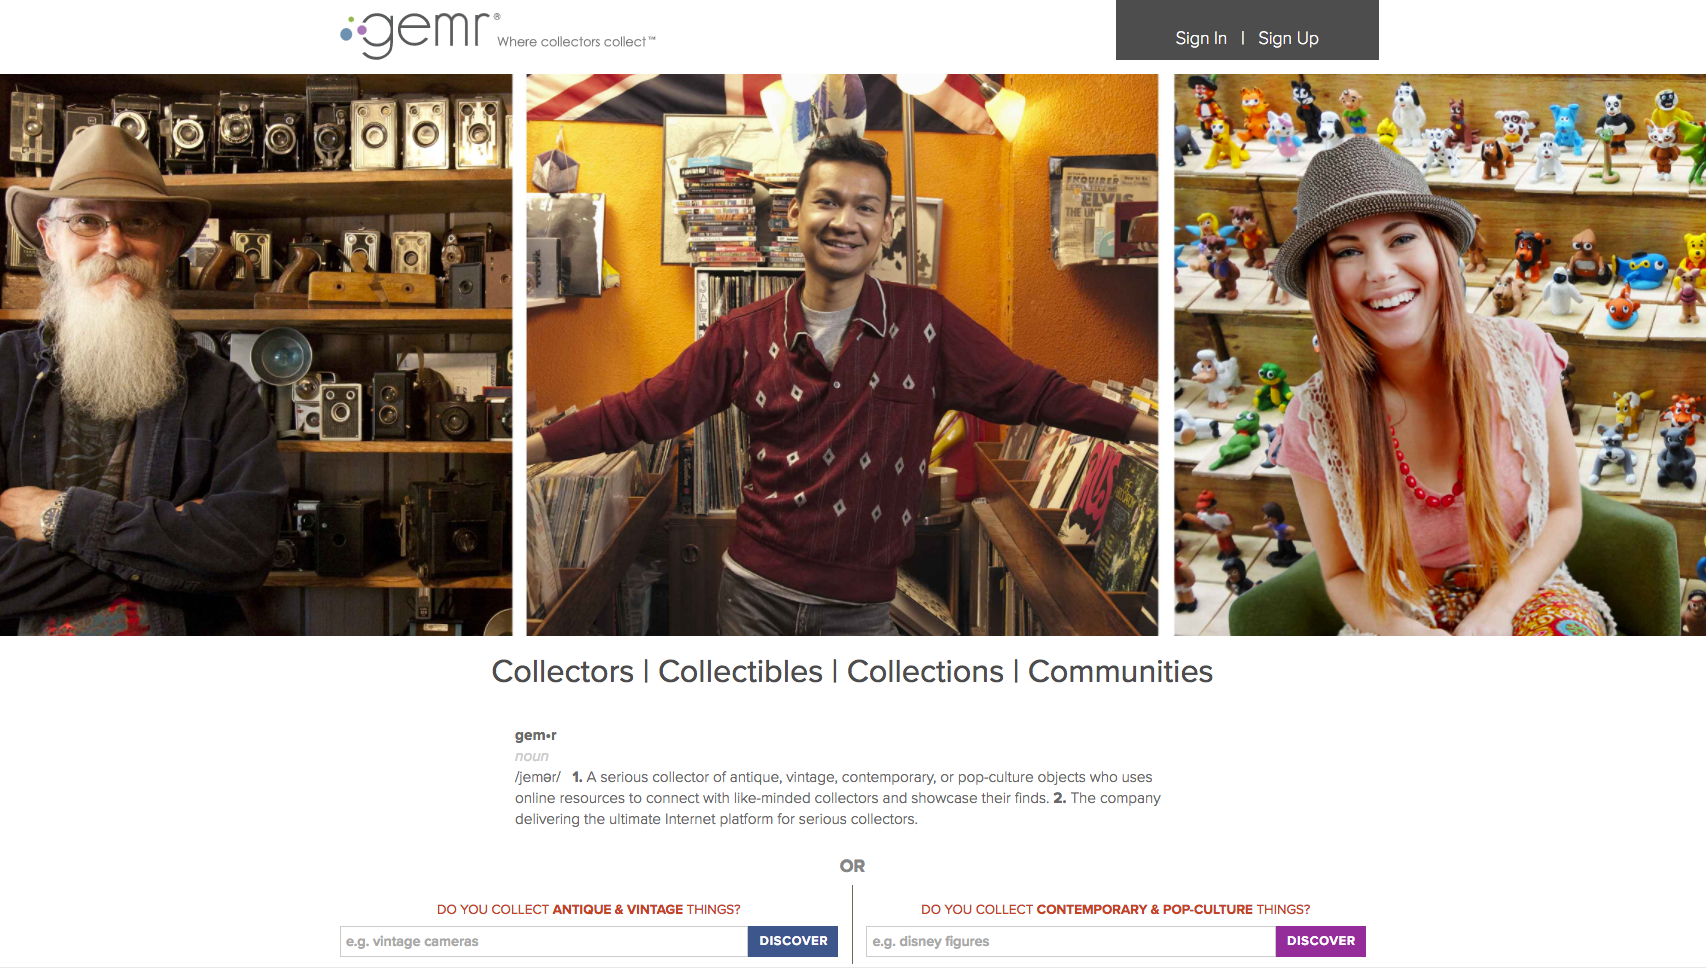 gemr® Where collectors collect™
Sign In | Sign Up
ENQUIRER
ELVIS
Collectors | Collectibles | Collections | Communities
gem•r
noun
/jemər/ 1. A serious collector of antique, vintage, contemporary, or pop-culture objects who uses
online resources to connect with like-minded collectors and showcase their finds. 2. The company
delivering the ultimate Internet platform for serious collectors.
OR
DO YOU COLLECT ANTIQUE & VINTAGE THINGS?
e.g. vintage cameras
DISCOVER
DO YOU COLLECT CONTEMPORARY & POP-CULTURE THINGS?
e.g. disney figures
DISCOVER